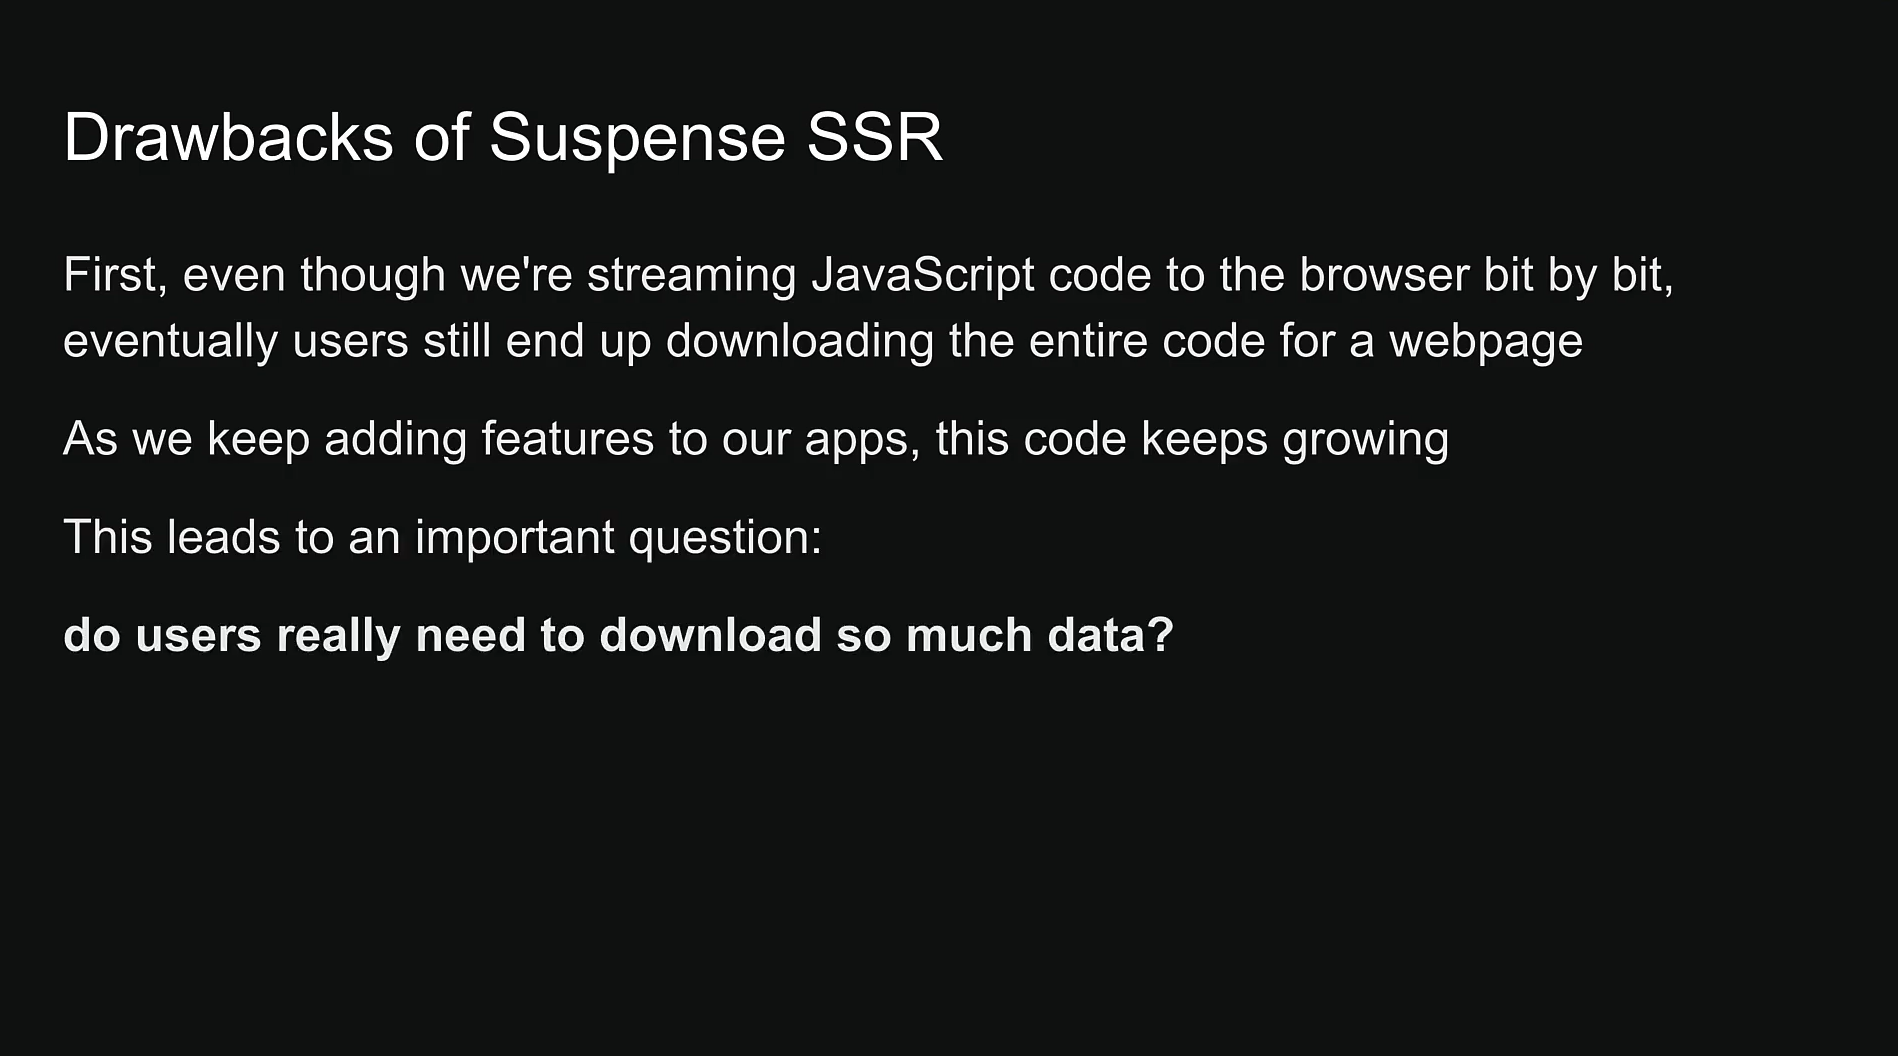 Drawbacks of Suspense SSR
First, even though we're streaming JavaScript code to the browser bit by bit,
eventually users still end up downloading the entire code for a webpage
As we keep adding features to our apps, this code keeps growing
This leads to an important question:
do users really need to download so much data?